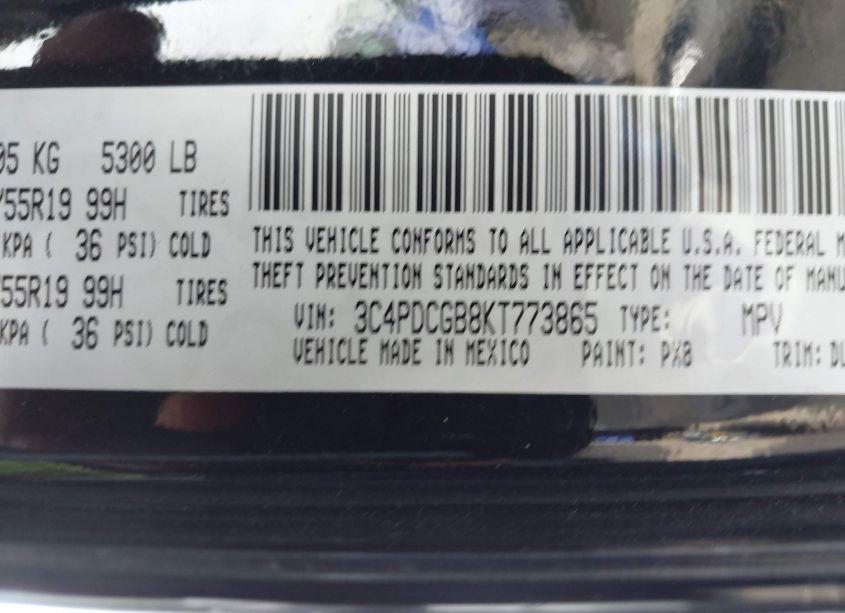 05 KG 5300 LB
/55R19 99H TIRES
KPA ( 36 PSI) COLD
55R19 99H TIRES
KPA ( 36 PSI) COLD
THIS VEHICLE CONFORMS TO ALL APPLICABLE U.S.A. FEDERAL M
THEFT PREVENTION STANDARDS IN EFFECT ON THE DATE OF MANU
VIN: 3C4PDCGB8KT773865 TYPE: MPV
VEHICLE MADE IN MEXICO PAINT: PX8 TRIM: DL